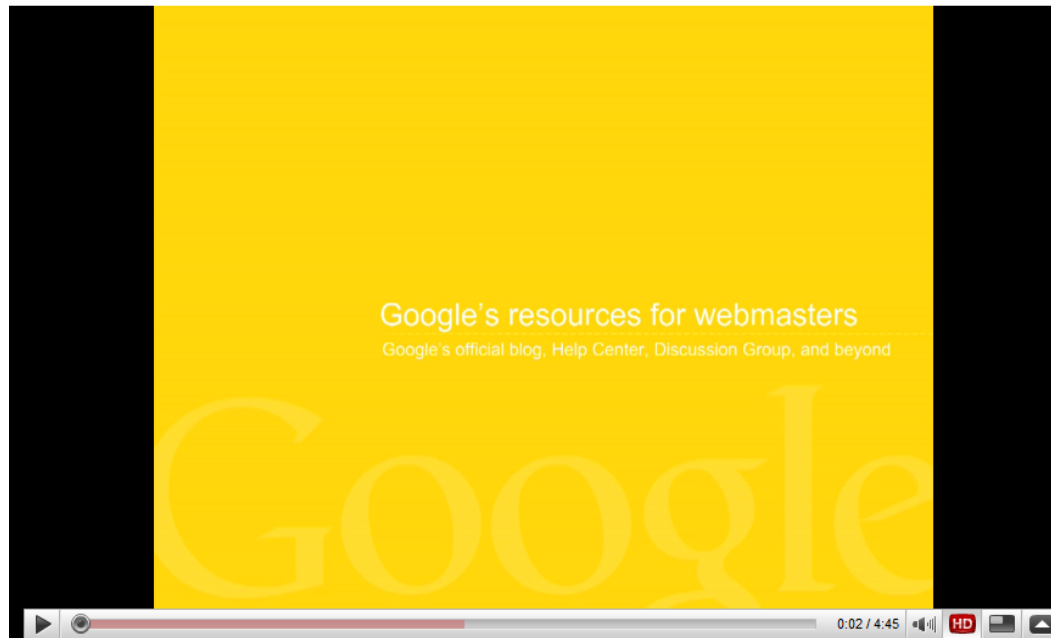 Google's resources for webmasters
Google's official blog, Help Center, Discussion Group, and beyond
Google
0:02 / 4:45 HD